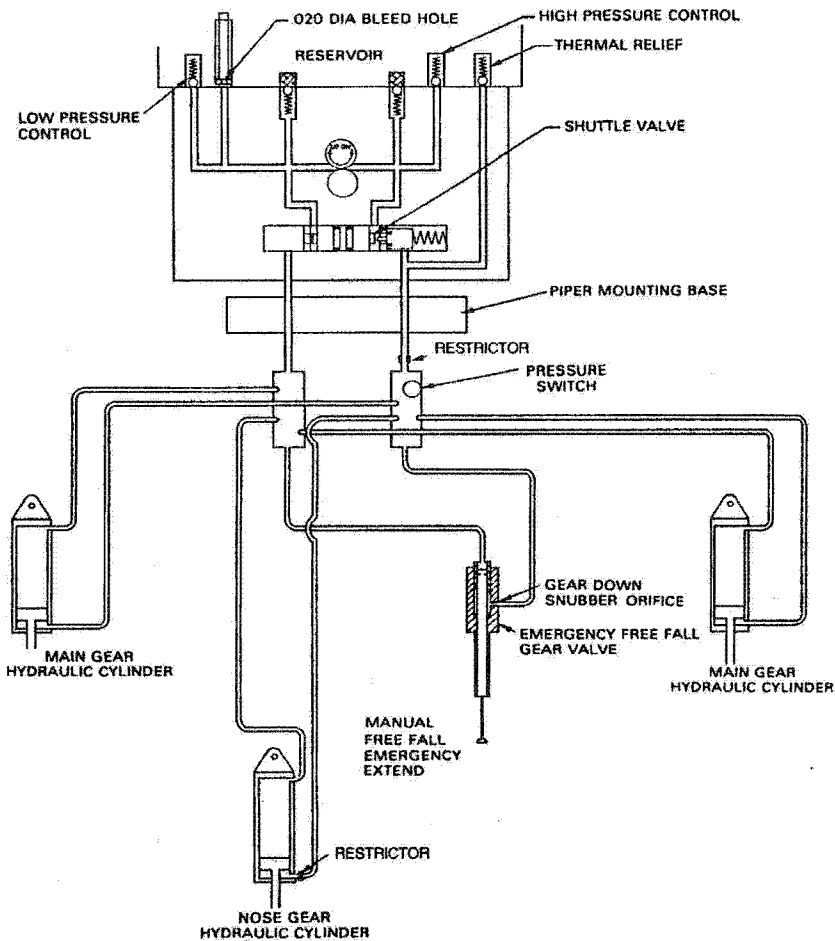 020 DIA BLEED HOLE
HIGH PRESSURE CONTROL
RESERVOIR
THERMAL RELIEF
LOW PRESSURE
CONTROL
SHUTTLE VALVE
UP DN
PIPER MOUNTING BASE
RESTRICTOR
PRESSURE
SWITCH
GEAR DOWN
SNUBBER ORIFICE
EMERGENCY FREE FALL
GEAR VALVE
MAIN GEAR
HYDRAULIC CYLINDER
MAIN GEAR
HYDRAULIC CYLINDER
MANUAL
FREE FALL
EMERGENCY
EXTEND
RESTRICTOR
NOSE GEAR
HYDRAULIC CYLINDER